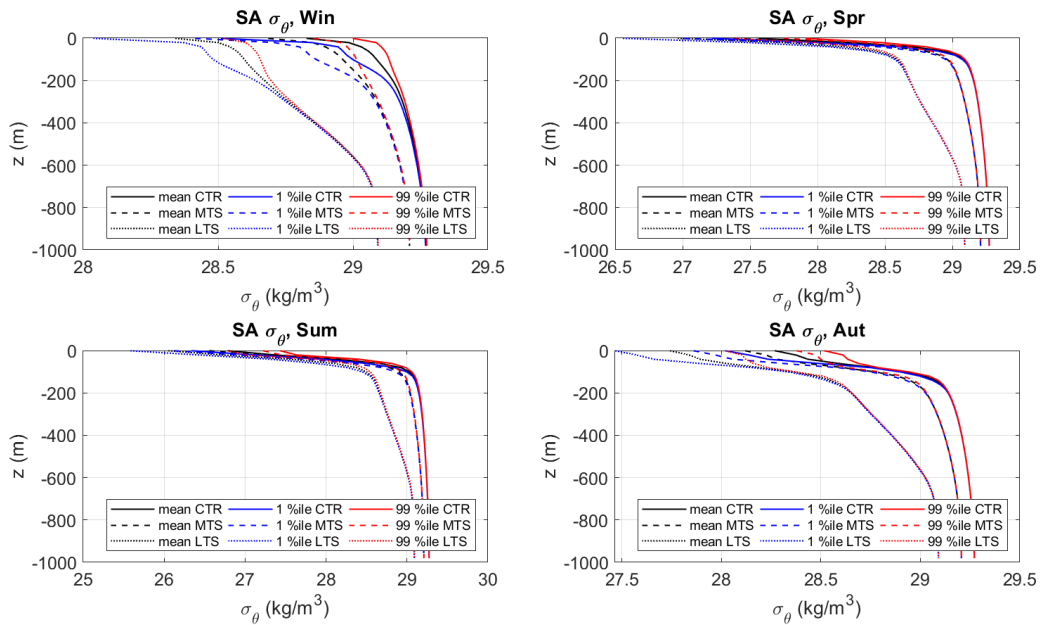 SA σθ, Win
0
-200
-400
-600
-800
-1000
z (m)
mean CTR 1 %ile CTR 99 %ile CTR
mean MTS 1 %ile MTS 99 %ile MTS
mean LTS 1 %ile LTS 99 %ile LTS
28 28.5 29 29.5
σθ (kg/m³)
SA σθ, Spr
0
-200
-400
-600
-800
-1000
z (m)
mean CTR 1 %ile CTR 99 %ile CTR
mean MTS 1 %ile MTS 99 %ile MTS
mean LTS 1 %ile LTS 99 %ile LTS
26.5 27 27.5 28 28.5 29 29.5
σθ (kg/m³)
SA σθ, Sum
0
-200
-400
-600
-800
-1000
z (m)
mean CTR 1 %ile CTR 99 %ile CTR
mean MTS 1 %ile MTS 99 %ile MTS
mean LTS 1 %ile LTS 99 %ile LTS
25 26 27 28 29 30
σθ (kg/m³)
SA σθ, Aut
0
-200
-400
-600
-800
-1000
z (m)
mean CTR 1 %ile CTR 99 %ile CTR
mean MTS 1 %ile MTS 99 %ile MTS
mean LTS 1 %ile LTS 99 %ile LTS
27.5 28 28.5 29 29.5
σθ (kg/m³)